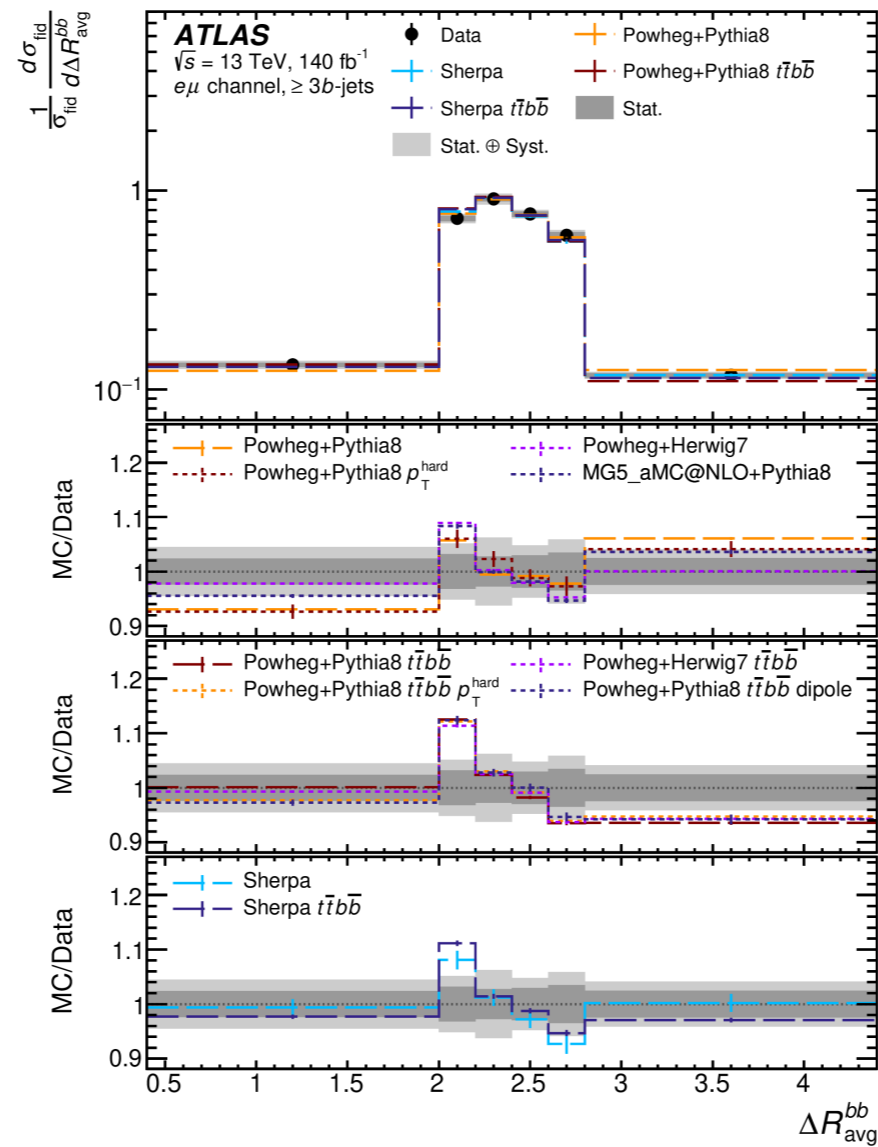 1/σ_fid dσ_fid/dΔR^bb_avg
ATLAS
√s = 13 TeV, 140 fb⁻¹
eμ channel, ≥ 3b-jets
Data
Sherpa
Sherpa tt̄bb̄
Stat. ⊕ Syst.
Powheg+Pythia8
Powheg+Pythia8 tt̄bb̄
Stat.
1
10⁻¹
MC/Data
1.2
1.1
1
0.9
Powheg+Pythia8
Powheg+Pythia8 p_T^hard
Powheg+Herwig7
MG5_aMC@NLO+Pythia8
MC/Data
1.2
1.1
1
0.9
Powheg+Pythia8 tt̄bb̄
Powheg+Pythia8 tt̄bb̄ p_T^hard
Powheg+Herwig7 tt̄bb̄
Powheg+Pythia8 tt̄bb̄ dipole
MC/Data
1.2
1.1
1
0.9
Sherpa
Sherpa tt̄bb̄
0.5 1 1.5 2 2.5 3 3.5 4
ΔR^bb_avg